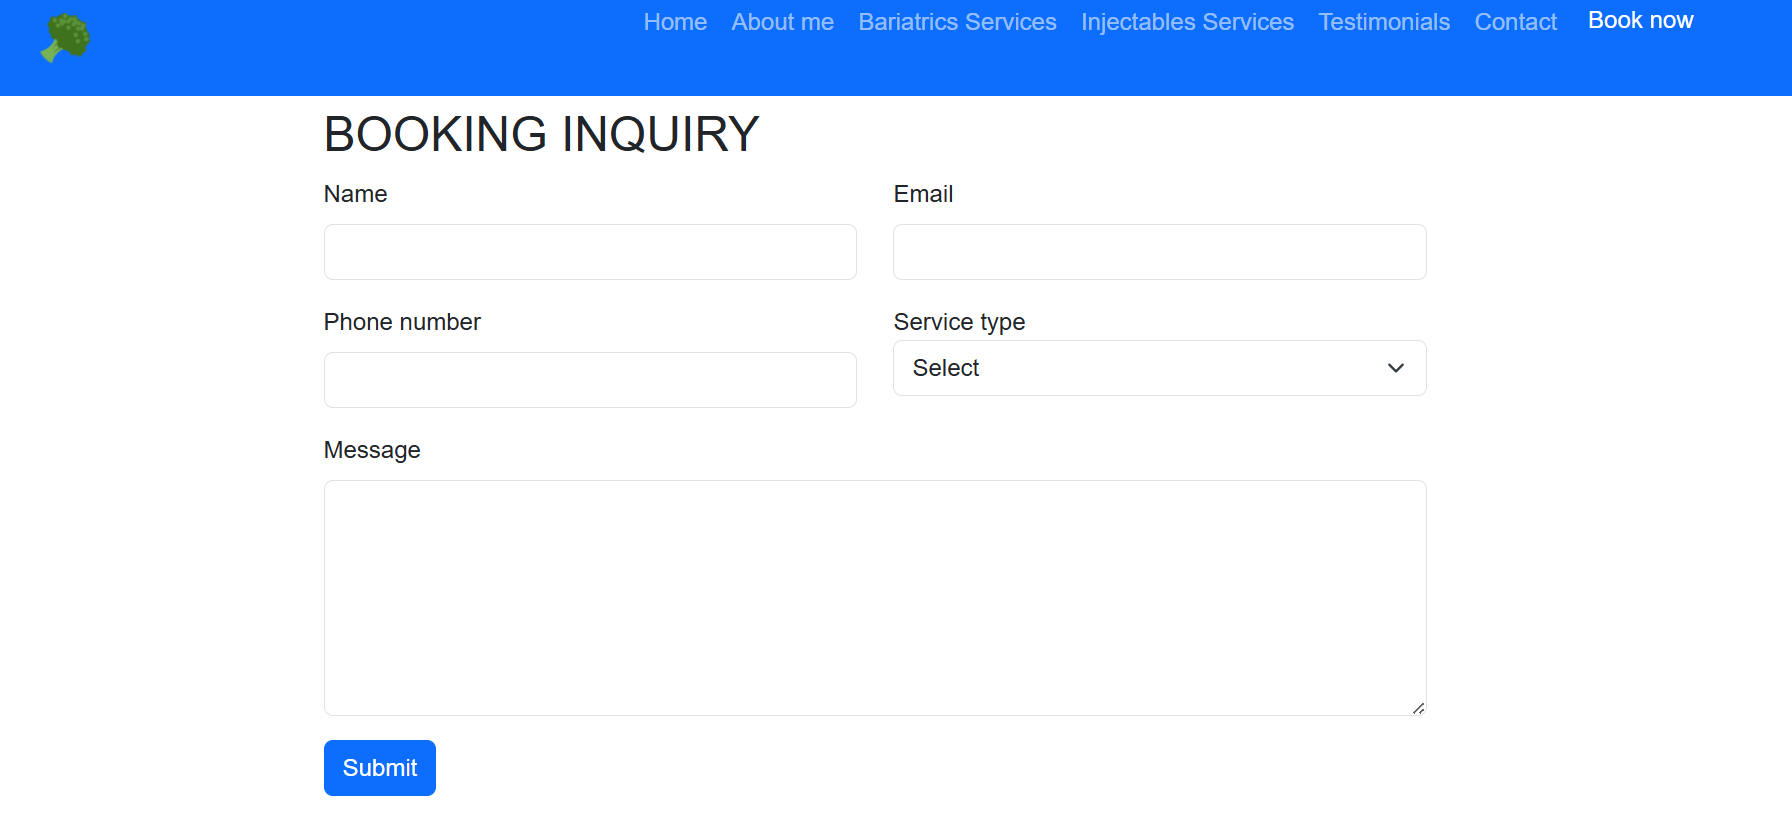 Home About me Bariatrics Services Injectables Services Testimonials Contact Book now
BOOKING INQUIRY
Name Email
Phone number Service type
Select
Message
Submit